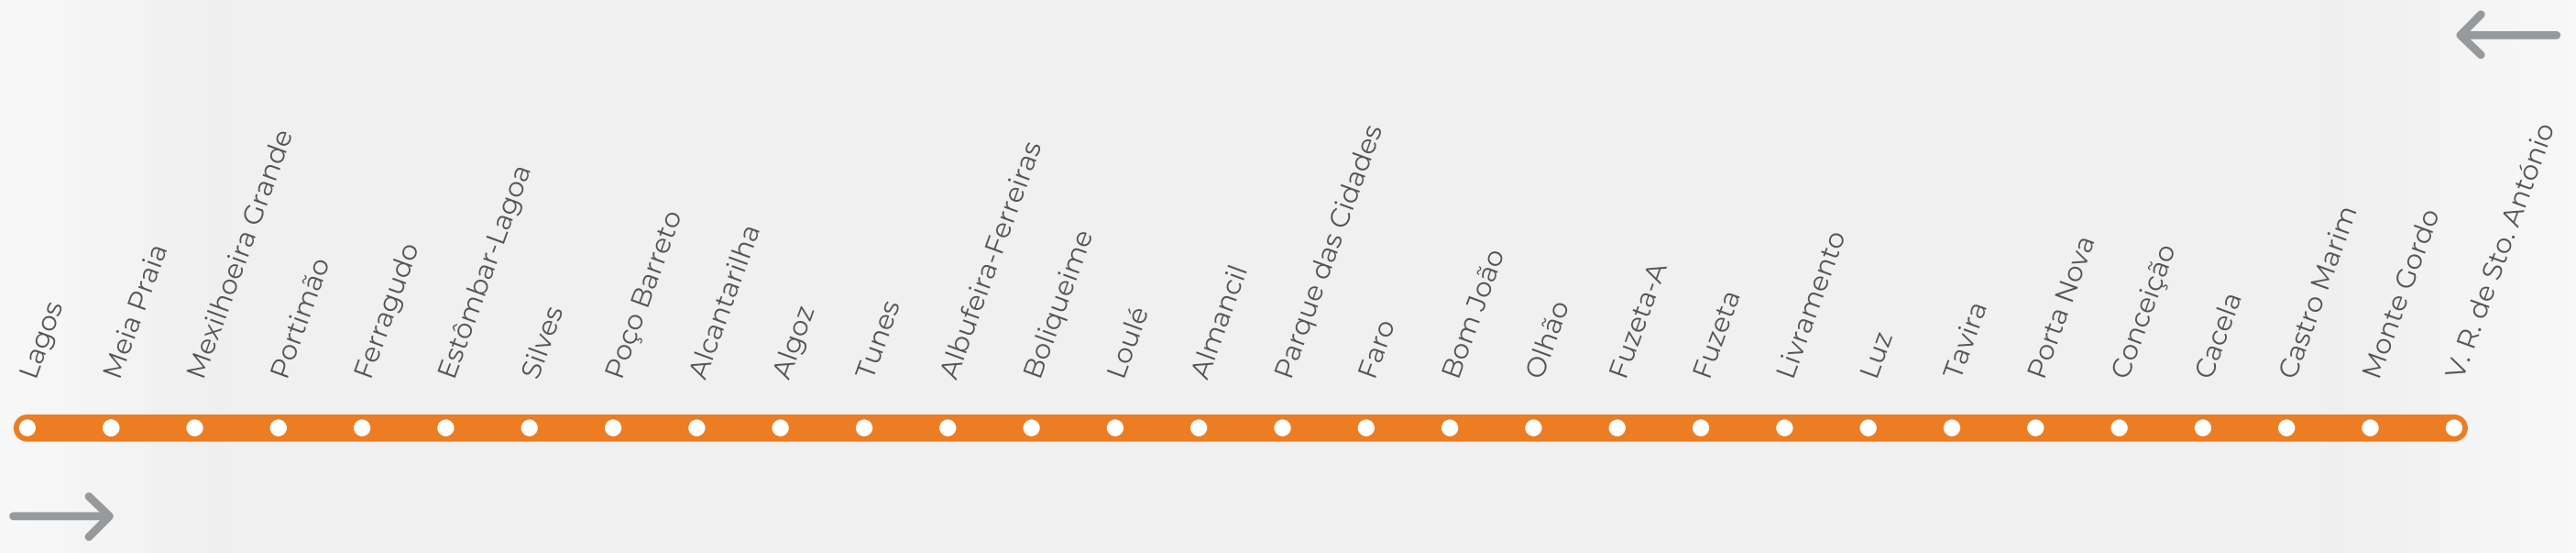 Lagos
Meia Praia
Mexilhoeira Grande
Portimão
Ferragudo
Estômbar-Lagoa
Silves
Poço Barreto
Alcantarilha
Algoz
Tunes
Albufeira-Ferreiras
Boliqueime
Loulé
Almancil
Parque das Cidades
Faro
Bom João
Olhão
Fuzeta-A
Fuzeta
Livramento
Luz
Tavira
Porta Nova
Conceição
Cacela
Castro Marim
Monte Gordo
V. R. de Sto. António